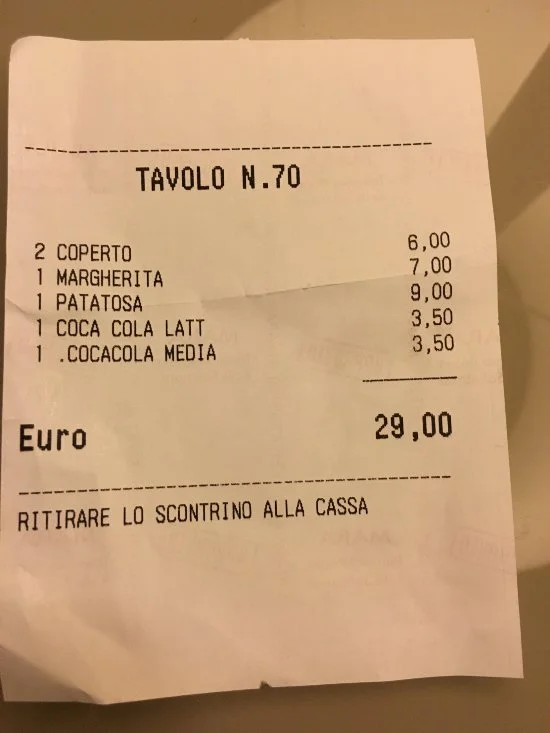 TAVOLO N.70
2 COPERTO 6,00
1 MARGHERITA 7,00
1 PATATOSA 9,00
1 COCA COLA LATT 3,50
1 .COCACOLA MEDIA 3,50
Euro 29,00
RITIRARE LO SCONTRINO ALLA CASSA